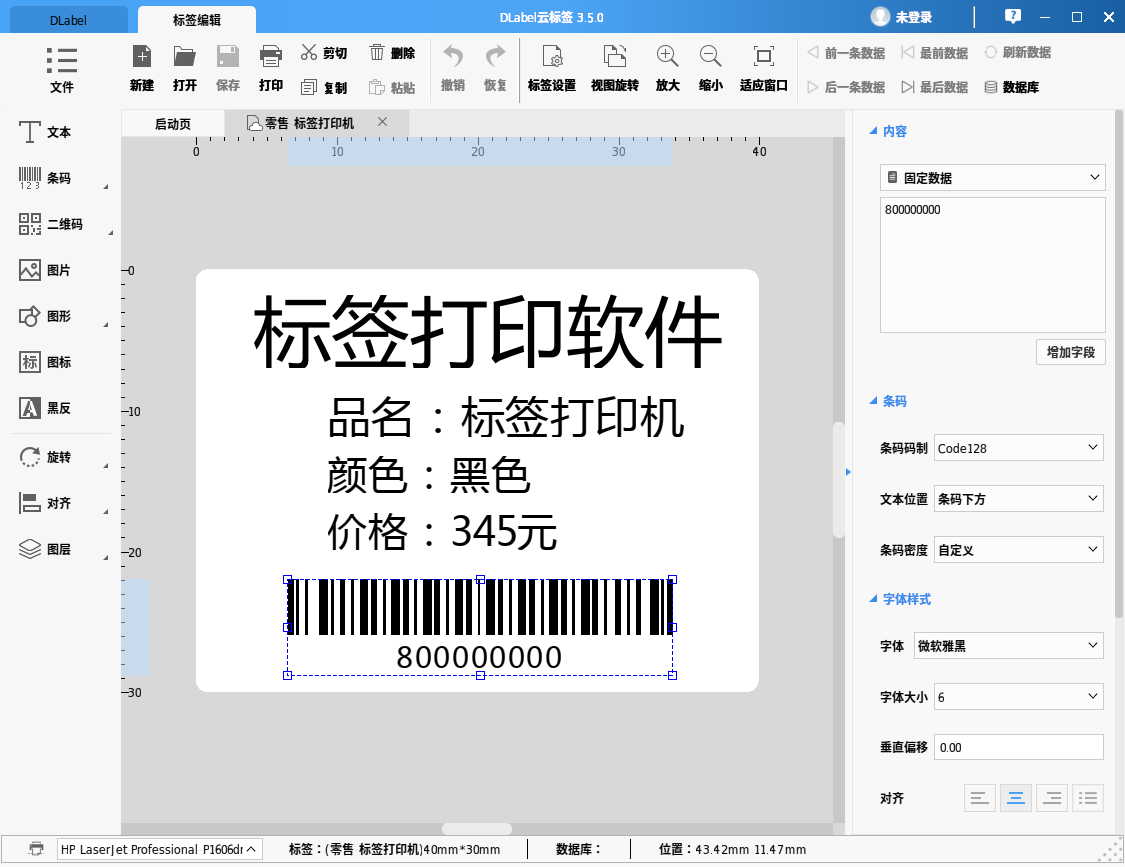 DLabel
标签编辑
DLabel云标签 3.5.0
未登录
文件
新建
打开
保存
打印
剪切
复制
删除
粘贴
撤销
恢复
标签设置
视图旋转
放大
缩小
适应窗口
前一条数据
最前数据
刷新数据
后一条数据
最后数据
数据库
文本
条码
二维码
图片
图形
图标
黑反
旋转
对齐
图层
启动页
零售 标签打印机
0 10 20 30 40
0
10
20
30
标签打印软件
品名：标签打印机
颜色：黑色
价格：345元
800000000
内容
固定数据
800000000
增加字段
条码
条码码制 Code128
文本位置 条码下方
条码密度 自定义
字体样式
字体 微软雅黑
字体大小 6
垂直偏移 0.00
对齐
HP LaserJet Professional P1606dn
标签：(零售 标签打印机)40mm*30mm
数据库：
位置：43.42mm 11.47mm